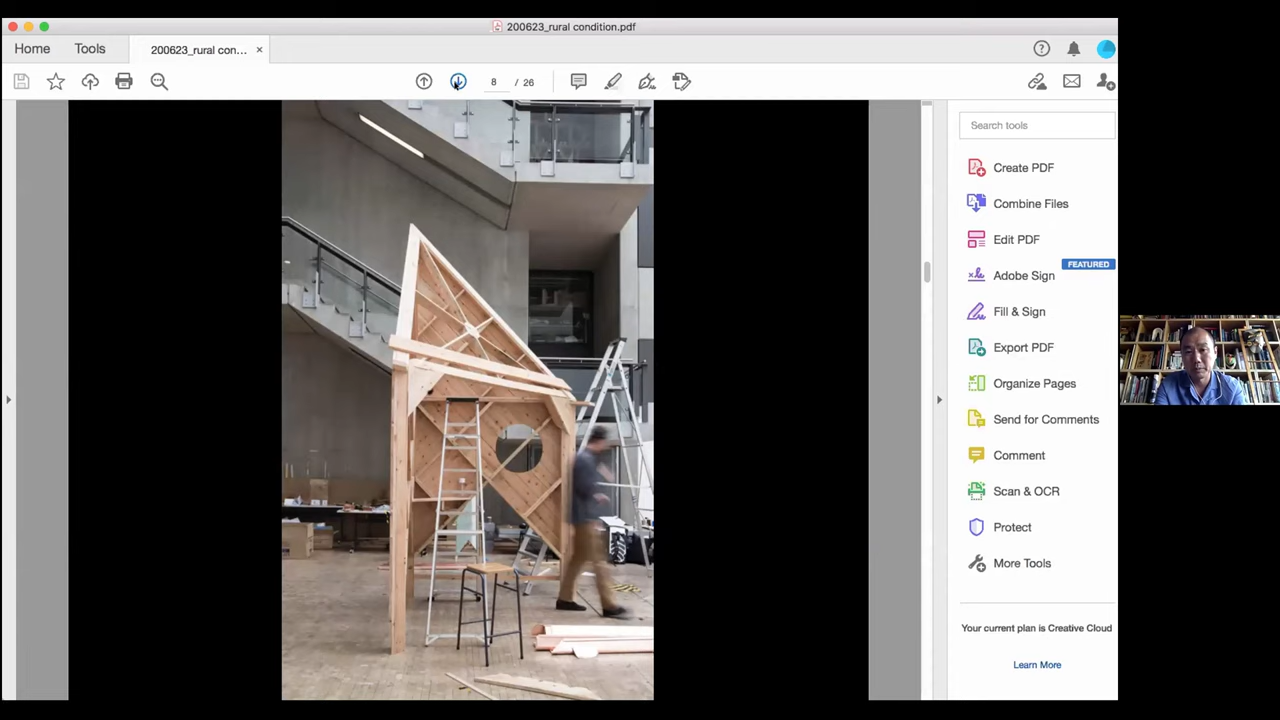 200623_rural condition.pdf
Home Tools 200623_rural con... ×
8 / 26
Search tools
Create PDF
Combine Files
Edit PDF
FEATURED
Adobe Sign
Fill & Sign
Export PDF
Organize Pages
Send for Comments
Comment
Scan & OCR
Protect
More Tools
Your current plan is Creative Cloud
Learn More